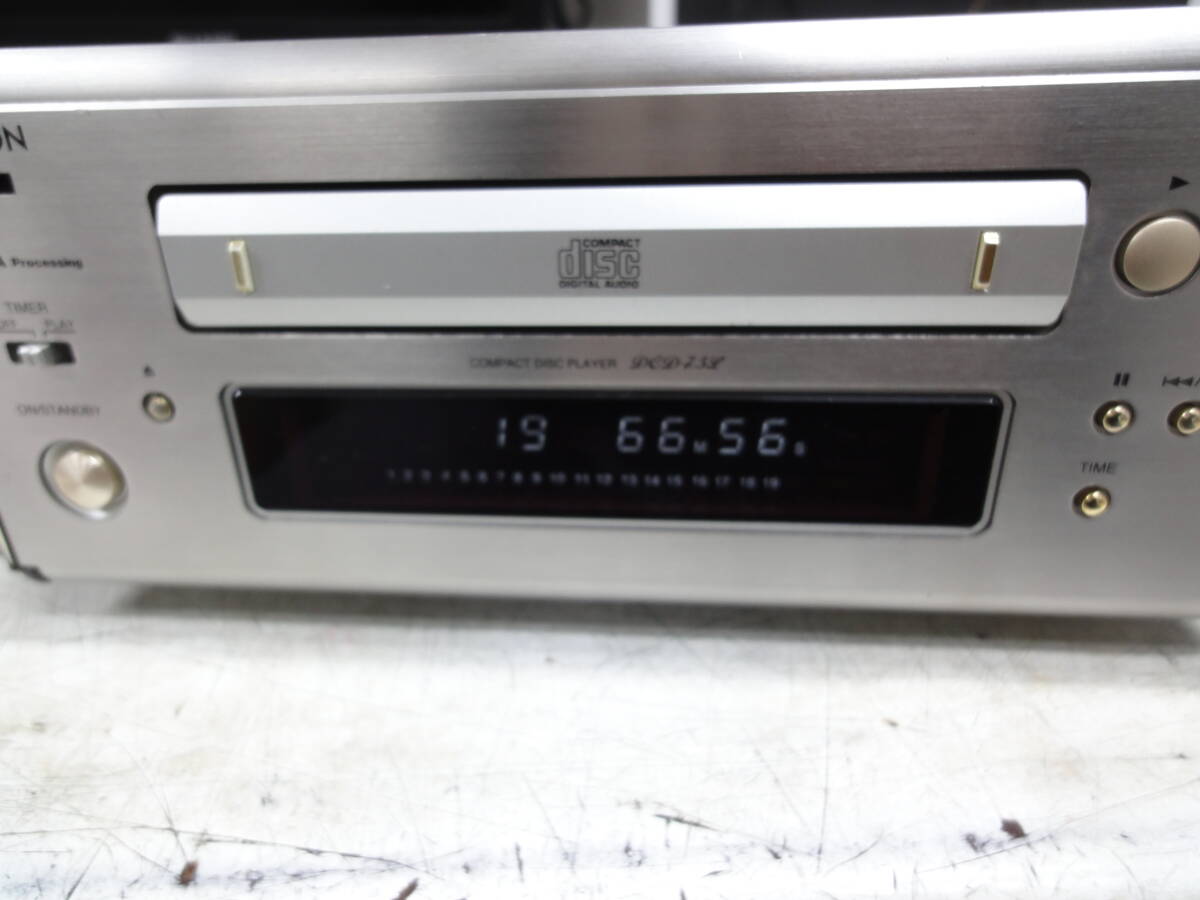 ON
Processing
TIMER
PLAY
ON/STANDBY
COMPACT
disc
DIGITAL AUDIO
COMPACT DISC PLAYER
19 66 M 56 S
1 2 3 4 5 6 7 8 9 10 11 12 13 14 15 16 17 18 19
TIME